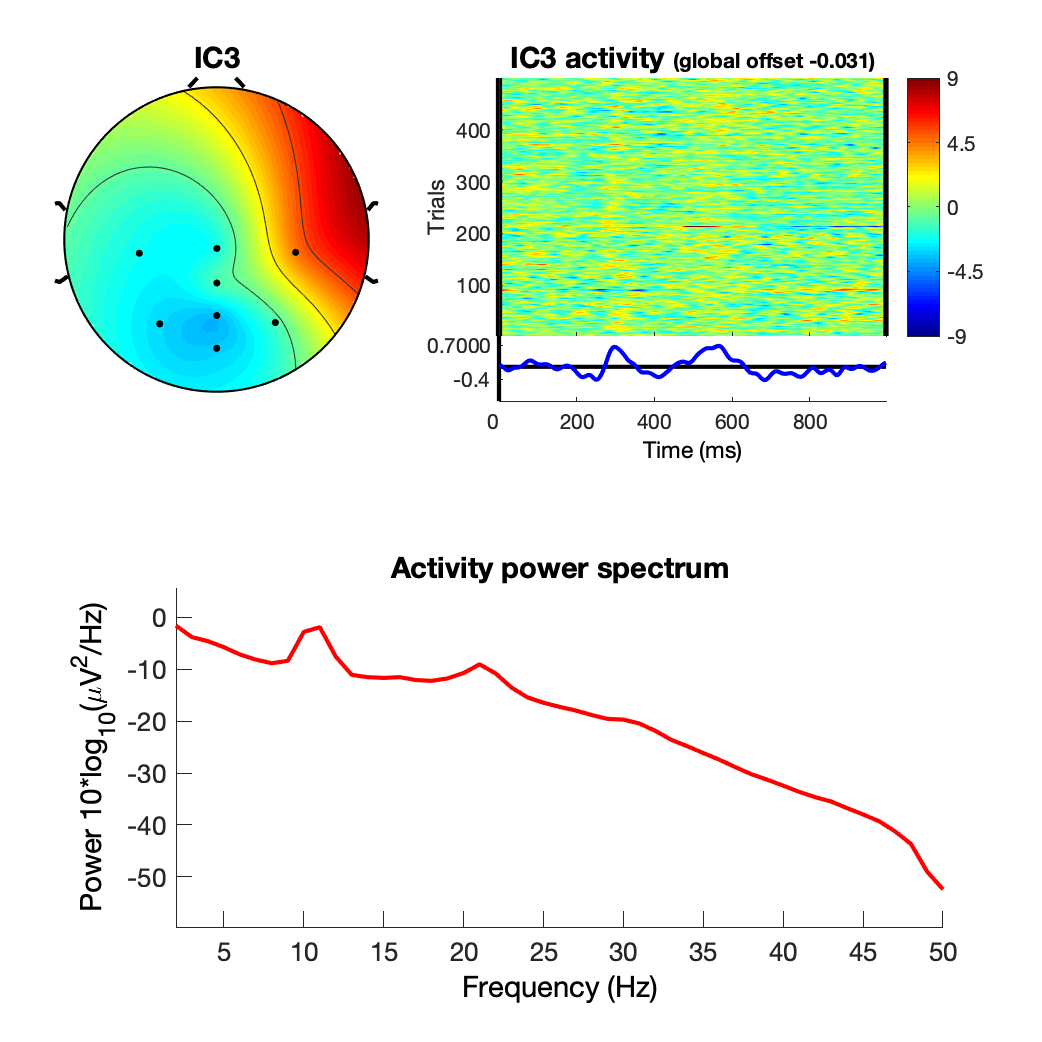 IC3
IC3 activity (global offset -0.031)
Trials
400
300
200
100
9
4.5
0
-4.5
-9
0.7000
-0.4
0 200 400 600 800
Time (ms)
Activity power spectrum
Power 10*log10(μV2/Hz)
0
-10
-20
-30
-40
-50
5 10 15 20 25 30 35 40 45 50
Frequency (Hz)